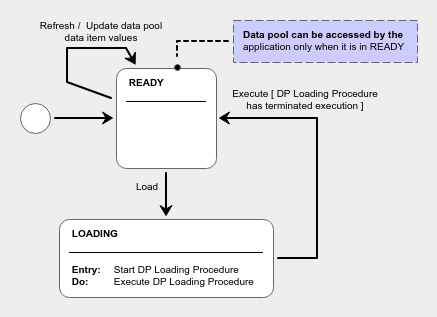 Refresh / Update data pool
data item values
Data pool can be accessed by the
application only when it is in READY
READY
Execute [ DP Loading Procedure
has terminated execution ]
Load
LOADING
Entry: Start DP Loading Procedure
Do: Execute DP Loading Procedure